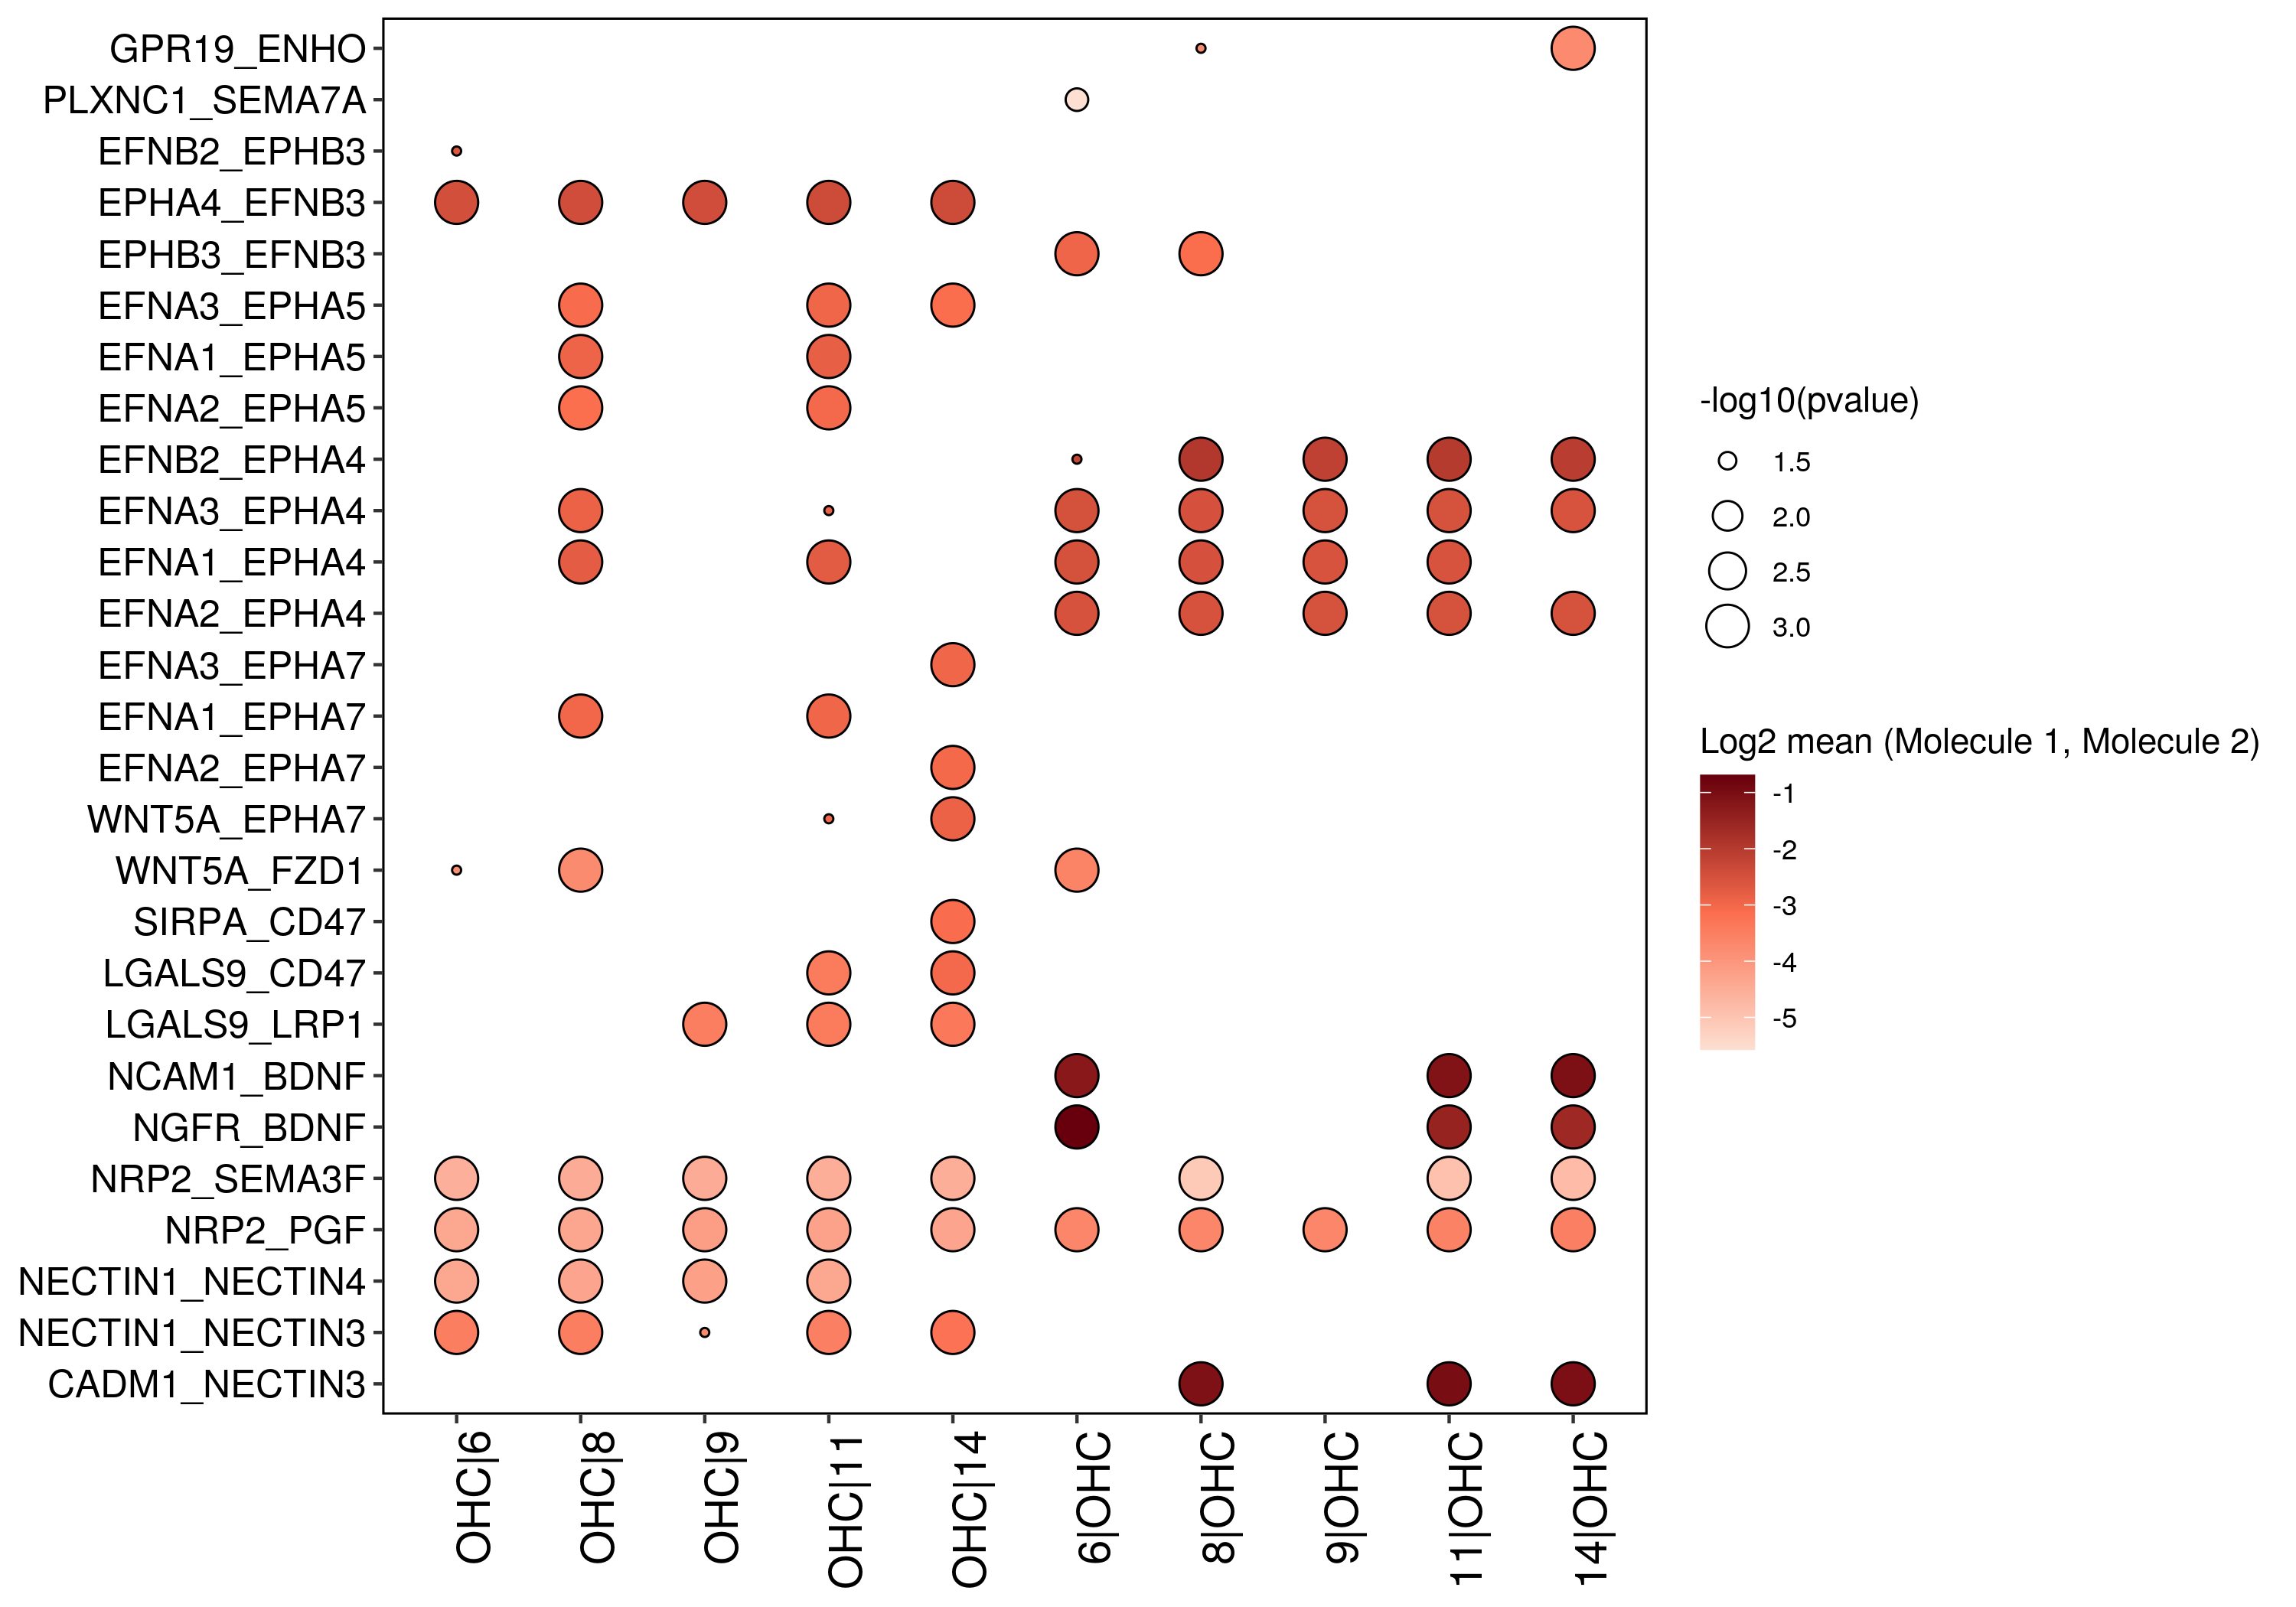 GPR19_ENHO
PLXNC1_SEMA7A
EFNB2_EPHB3
EPHA4_EFNB3
EPHB3_EFNB3
EFNA3_EPHA5
EFNA1_EPHA5
EFNA2_EPHA5
EFNB2_EPHA4
EFNA3_EPHA4
EFNA1_EPHA4
EFNA2_EPHA4
EFNA3_EPHA7
EFNA1_EPHA7
EFNA2_EPHA7
WNT5A_EPHA7
WNT5A_FZD1
SIRPA_CD47
LGALS9_CD47
LGALS9_LRP1
NCAM1_BDNF
NGFR_BDNF
NRP2_SEMA3F
NRP2_PGF
NECTIN1_NECTIN4
NECTIN1_NECTIN3
CADM1_NECTIN3
OHC|6
OHC|8
OHC|9
OHC|11
OHC|14
6|OHC
8|OHC
9|OHC
11|OHC
14|OHC
-log10(pvalue)
1.5
2.0
2.5
3.0
Log2 mean (Molecule 1, Molecule 2)
-1
-2
-3
-4
-5